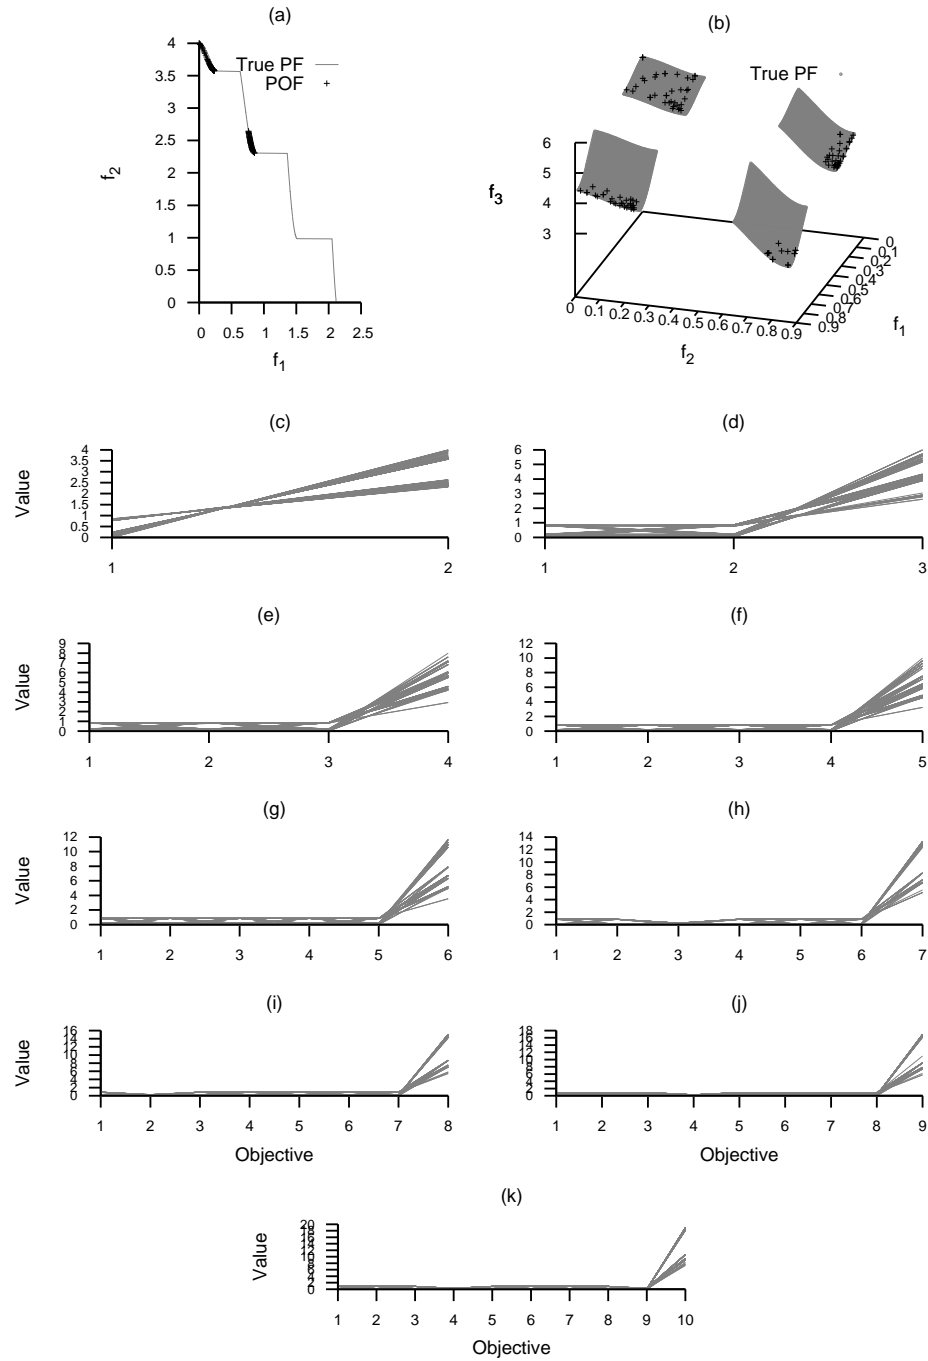 (a)
4
3.5
3
2.5
2
1.5
1
0.5
0
f2
True PF
POF
0 0.5 1 1.5 2 2.5
f1
(b)
True PF
6
5
4
3
f3
0 0.1 0.2 0.3 0.4 0.5 0.6 0.7 0.8 0.9
f2
0 0.1 0.2 0.3 0.4 0.5 0.6 0.7 0.8 0.9
f1
(c)
Value
4
3.5
2.5
1.5
0.5
0
1 2
(d)
6
5
4
3
2
1
0
1 2 3
(e)
Value
9
8
7
6
5
4
3
2
1
0
1 2 3 4
(f)
12
10
8
6
4
2
0
1 2 3 4 5
(g)
Value
12
10
8
6
4
2
0
1 2 3 4 5 6
(h)
14
12
10
8
6
4
2
0
1 2 3 4 5 6 7
(i)
Value
16
14
12
10
8
6
4
2
0
1 2 3 4 5 6 7 8
Objective
(j)
18
16
14
12
10
8
6
4
2
0
1 2 3 4 5 6 7 8 9
Objective
(k)
Value
20
18
16
14
12
10
8
6
4
2
0
1 2 3 4 5 6 7 8 9 10
Objective